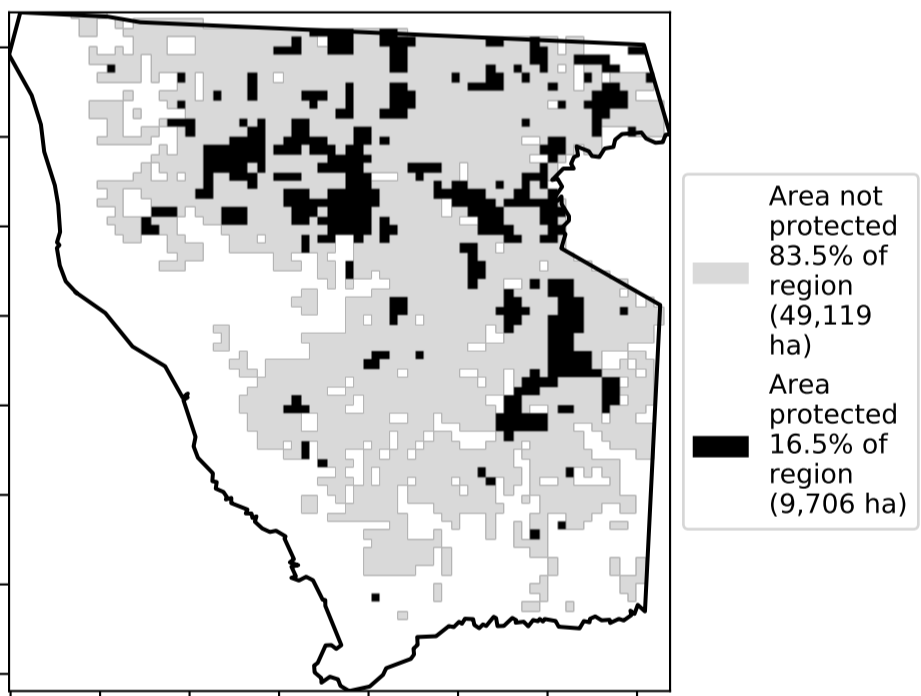 Area not
protected
83.5% of
region
(49,119
ha)
Area
protected
16.5% of
region
(9,706 ha)